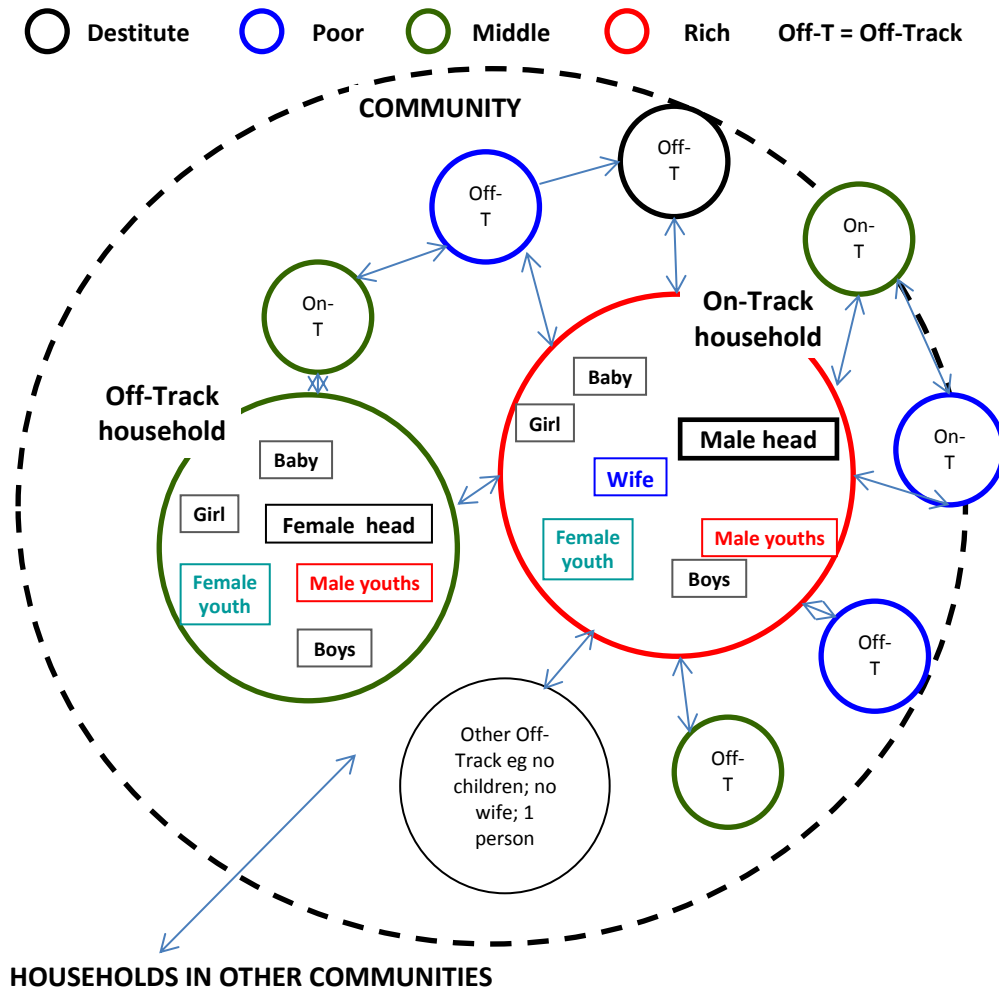 Destitute Poor Middle Rich Off-T = Off-Track
COMMUNITY
Off-
T
Off-
T
On-
T
On-
T
On-Track
household
Off-Track
household
Baby
Girl
Male head
Wife
Female
youth
Male youths
Boys
On-
T
Baby
Girl
Female head
Female
youth
Male youths
Boys
Off-
T
Other Off-
Track eg no
children; no
wife; 1
person
Off-
T
HOUSEHOLDS IN OTHER COMMUNITIES